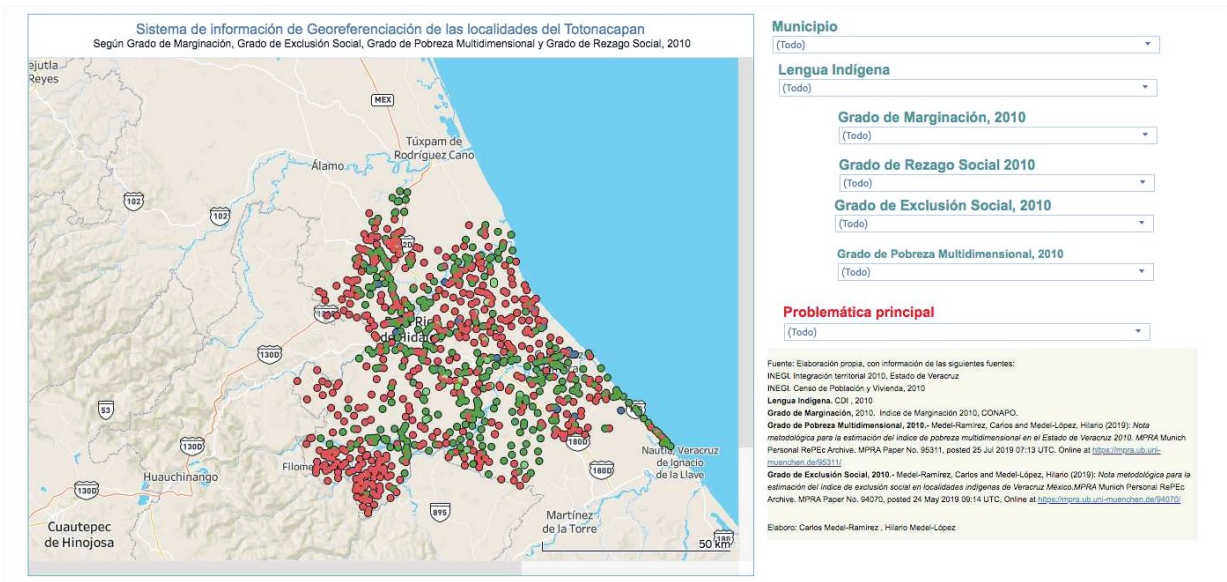 Sistema de información de Georeferenciación de las localidades del Totonacapan
Según Grado de Marginación, Grado de Exclusión Social, Grado de Pobreza Multidimensional y Grado de Rezago Social, 2010
ejutla
Reyes
MEX
Túxpam de
Rodríguez Cano
Álamo
102
102
2D
130D
de Hidalgo
53
130D
Huauchinango
Filome
130D
180D
180D
Nautla, Veracruz
de Ignacio
de la Llave
895
Martínez
de la Torre
Cuautepec
de Hinojosa
180
50 km
Municipio
(Todo)
Lengua Indígena
(Todo)
Grado de Marginación, 2010
(Todo)
Grado de Rezago Social 2010
(Todo)
Grado de Exclusión Social, 2010
(Todo)
Grado de Pobreza Multidimensional, 2010
(Todo)
Problemática principal
(Todo)
Fuente: Elaboración propia, con información de las siguientes fuentes:
INEGI. Integración territorial 2010, Estado de Veracruz
INEGI. Censo de Población y Vivienda, 2010
Lengua Indígena. CDI , 2010
Grado de Marginación, 2010. Indice de Marginación 2010, CONAPO.
Grado de Pobreza Multidimensional, 2010.- Medel-Ramírez, Carlos and Medel-López, Hilario (2019): Nota
metodológica para la estimación del índice de pobreza multidimensional en el Estado de Veracruz 2010. MPRA Munich
Personal RePEc Archive. MPRA Paper No. 95311, posted 25 Jul 2019 07:13 UTC. Online at https://mpra.ub.uni-
muenchen.de/95311/
Grado de Exclusión Social, 2010.- Medel-Ramírez, Carlos and Medel-López, Hilario (2019): Nota metodológica para la
estimación del índice de exclusión social en localidades indígenas de Veracruz México.MPRA Munich Personal RePEc
Archive. MPRA Paper No. 94070, posted 24 May 2019 09:14 UTC, Online at https://mpra.ub.uni-muenchen.de/94070/
Elaboro: Carlos Medel-Ramírez , Hilario Medel-López